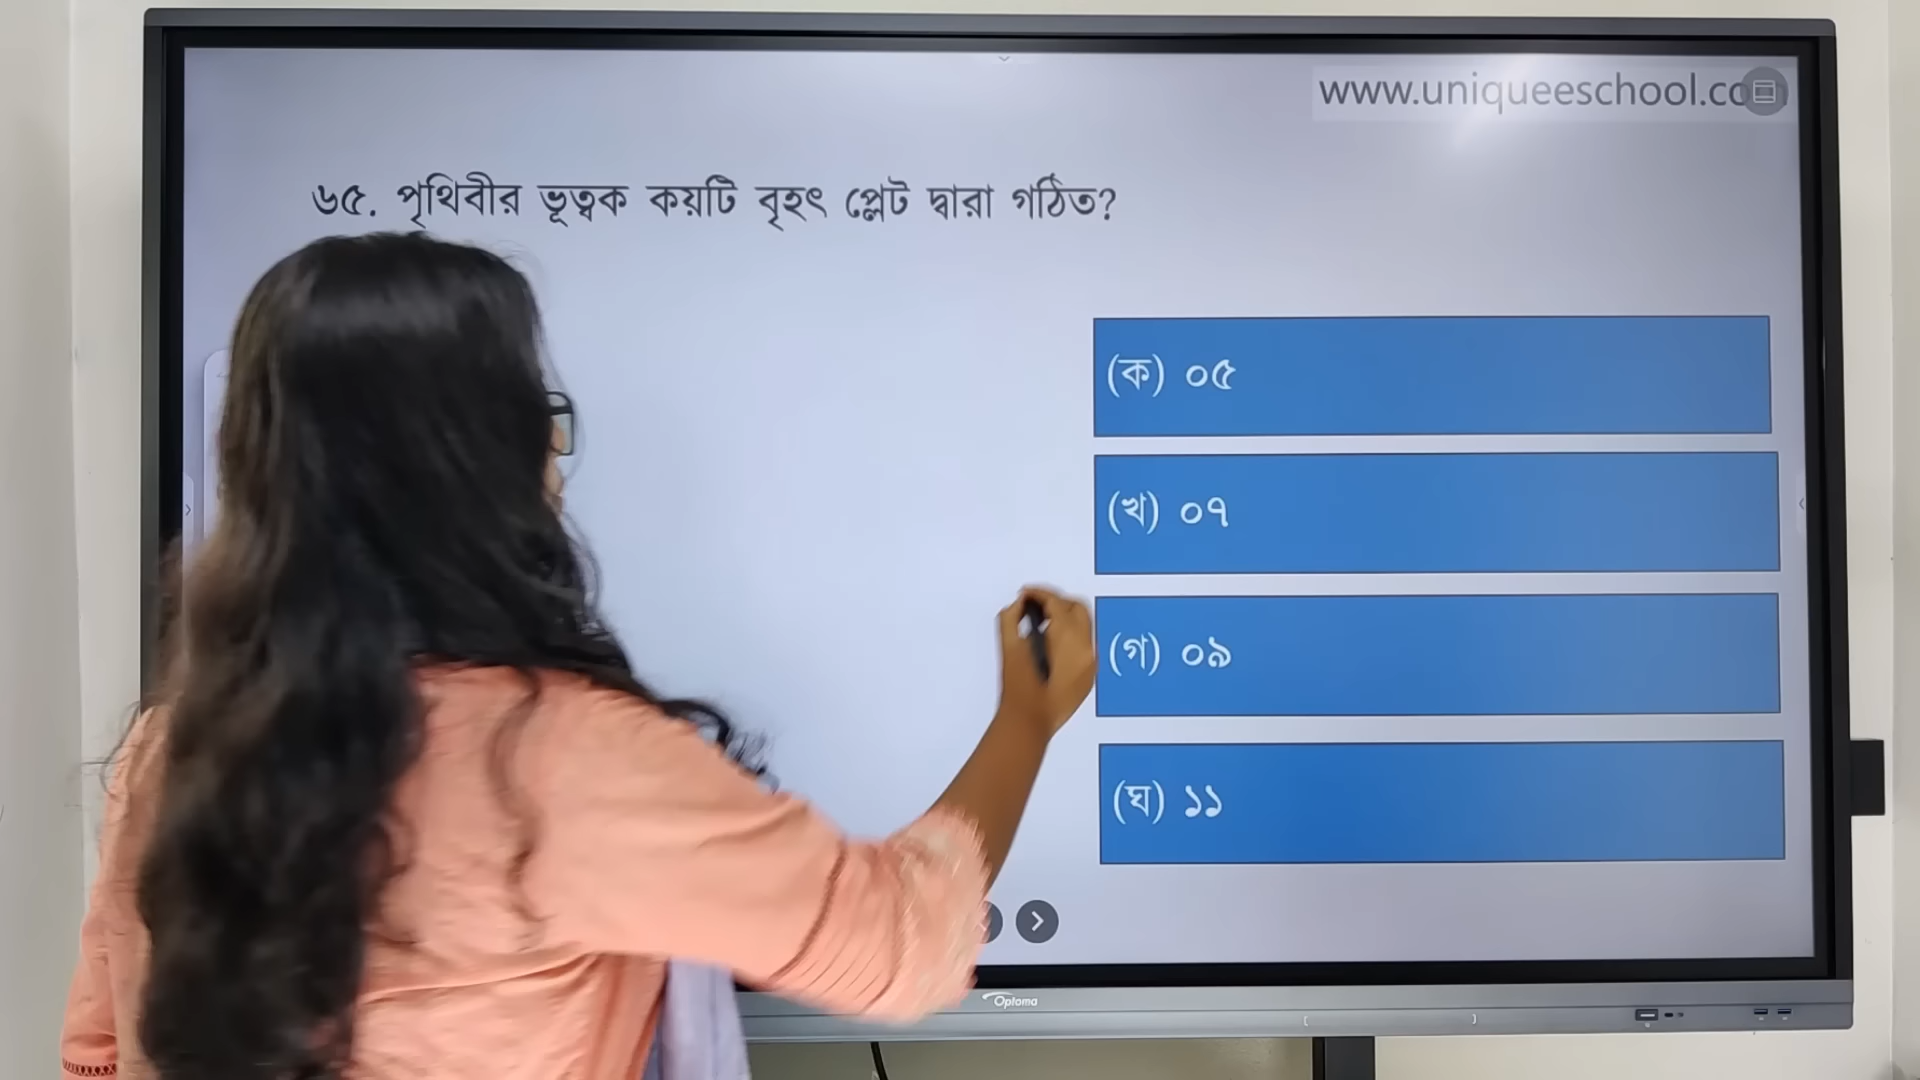 www.uniqueeschool.co
৬৫. পৃথিবীর ভূত্বক কয়টি বৃহৎ প্লেট দ্বারা গঠিত?
(ক) ০৫
(খ) ০৭
(গ) ০৯
(ঘ) ১১
Optoma